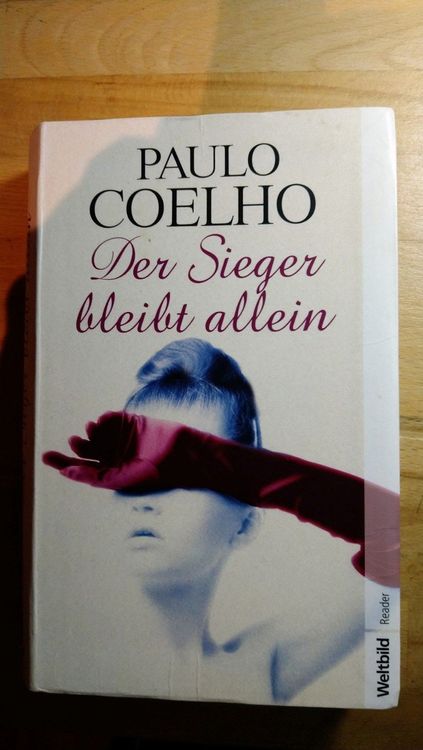 PAULO
COELHO
Der Sieger
bleibt allein
Weltbild Reader